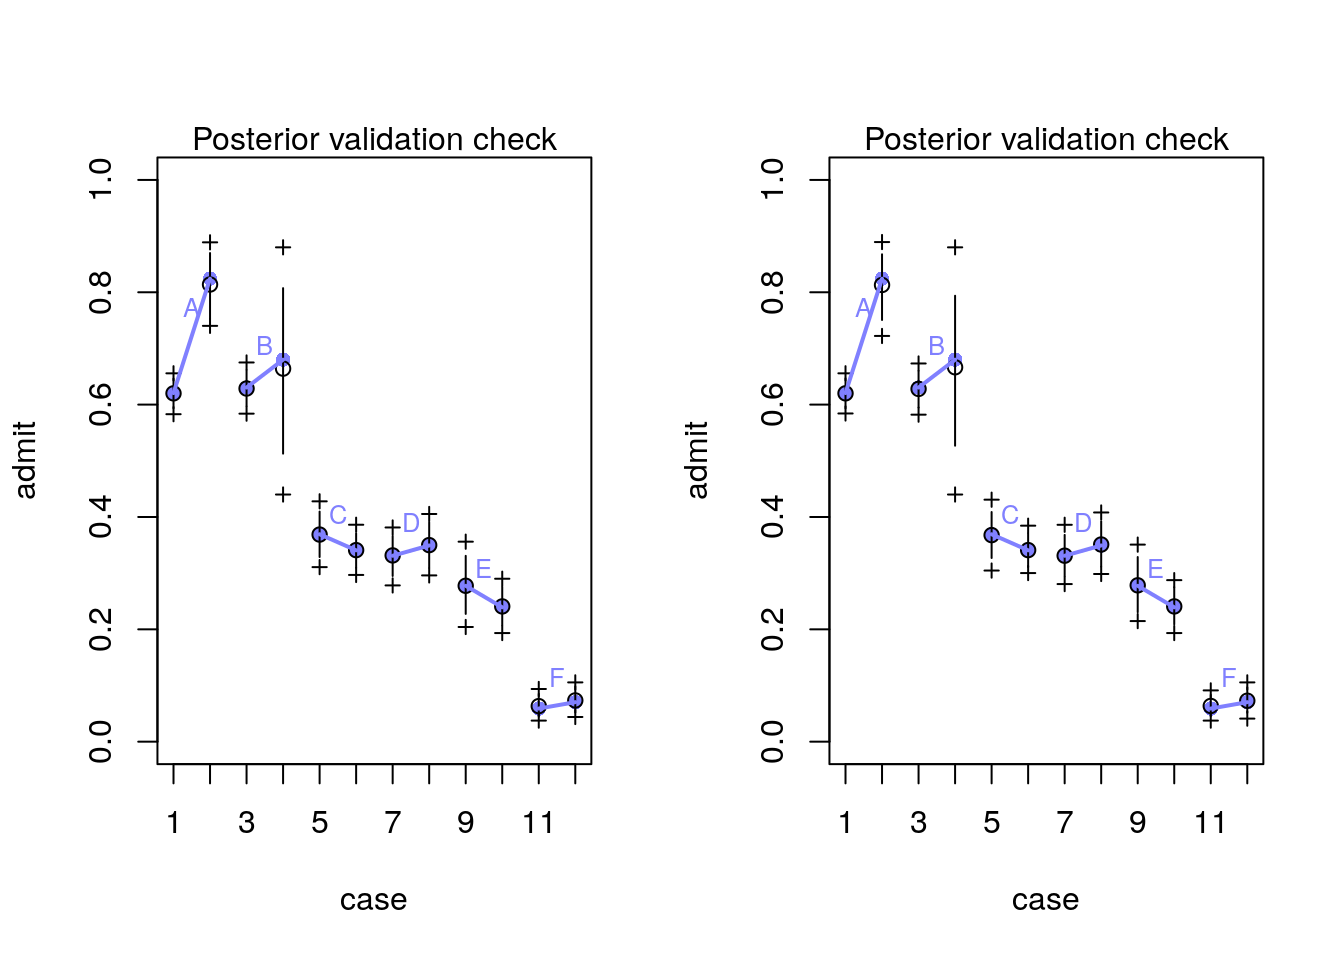 Posterior validation check
admit
1.0
0.8
0.6
0.4
0.2
0.0
A
B
C
D
E
F
1 3 5 7 9 11
case
Posterior validation check
admit
1.0
0.8
0.6
0.4
0.2
0.0
A
B
C
D
E
F
1 3 5 7 9 11
case